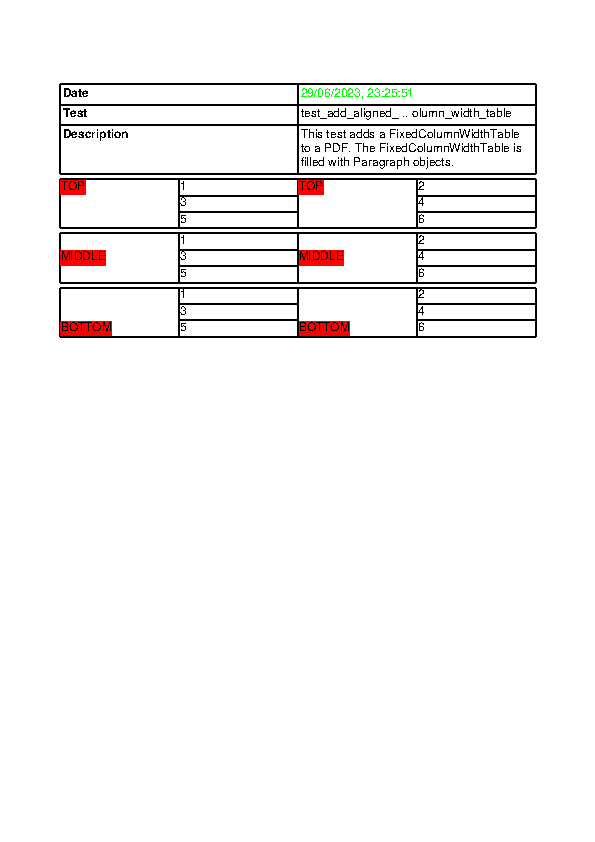 Date 29/06/2023, 23:25:51
Test test_add_aligned_ .. olumn_width_table
Description This test adds a FixedColumnWidthTable
to a PDF. The FixedColumnWidthTable is
filled with Paragraph objects.
TOP 1 TOP 2
3 4
5 6
1 2
MIDDLE 3 MIDDLE 4
5 6
1 2
3 4
BOTTOM 5 BOTTOM 6